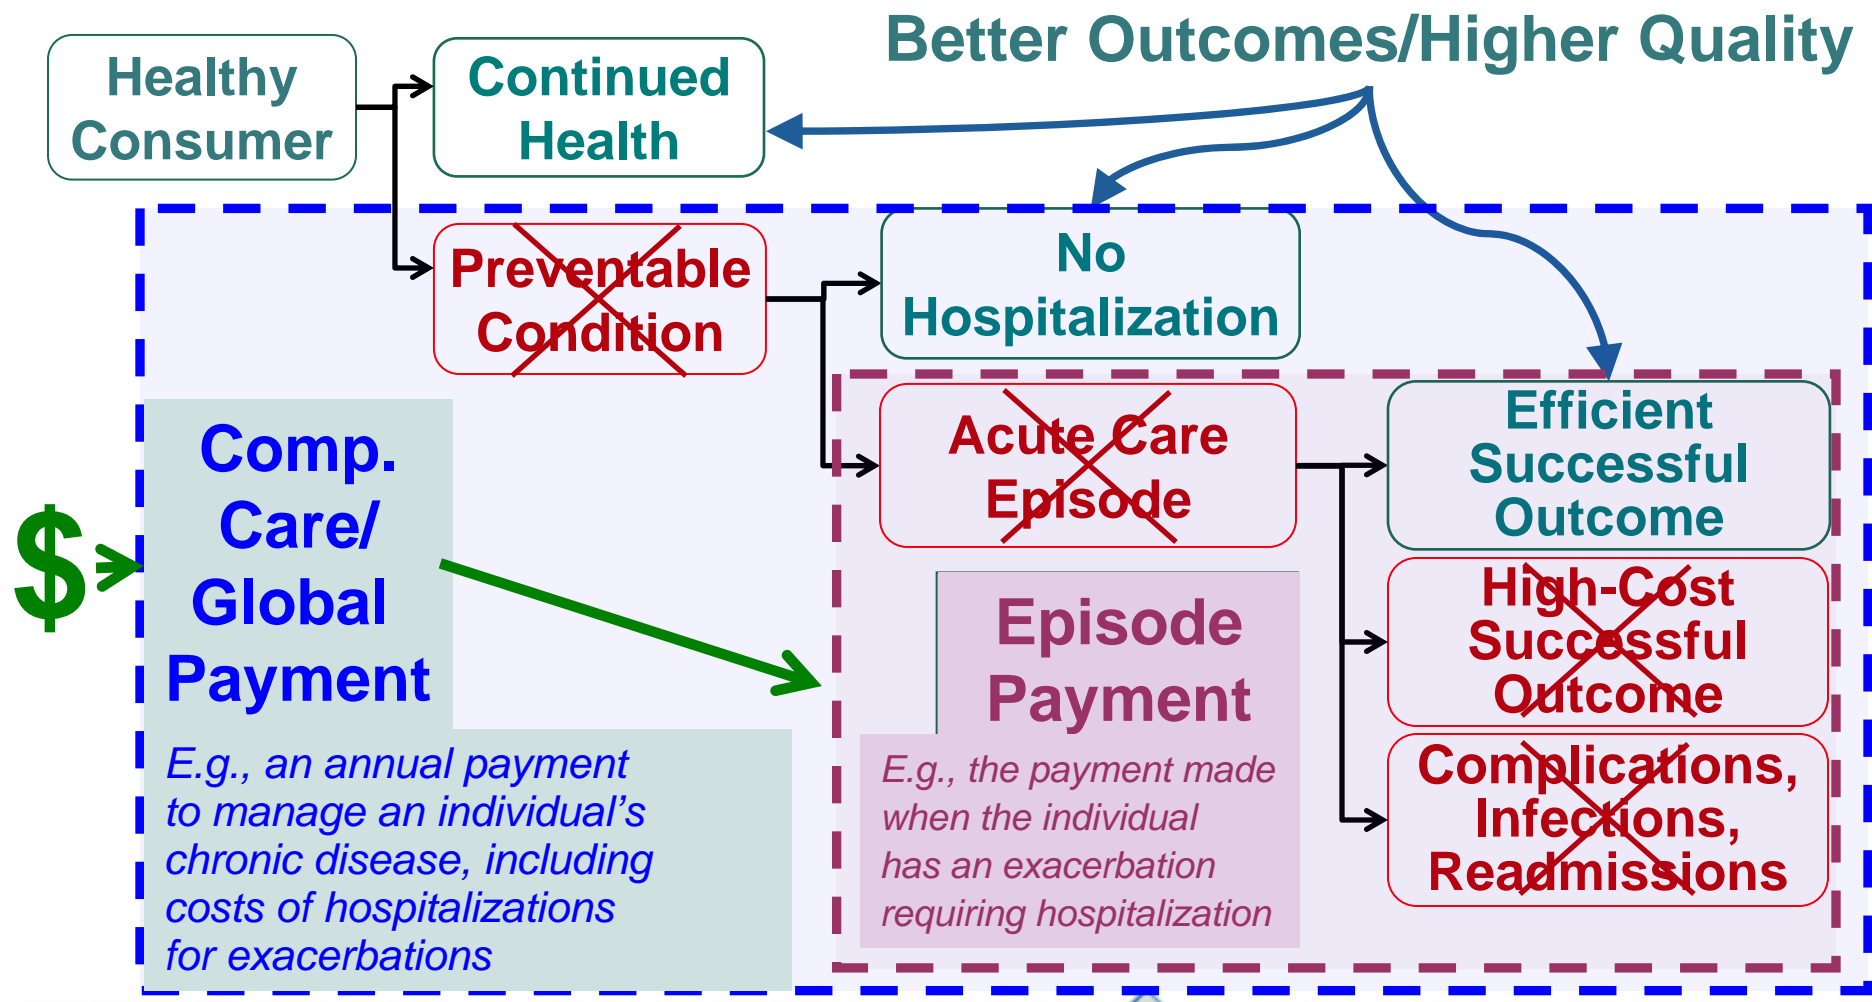 Better Outcomes/Higher Quality
Healthy
Consumer
Continued
Health
Preventable
Condition
No
Hospitalization
Acute Care
Episode
Efficient
Successful
Outcome
High-Cost
Successful
Outcome
Complications,
Infections,
Readmissions
$
Comp.
Care/
Global
Payment
E.g., an annual payment
to manage an individual’s
chronic disease, including
costs of hospitalizations
for exacerbations
Episode
Payment
E.g., the payment made
when the individual
has an exacerbation
requiring hospitalization